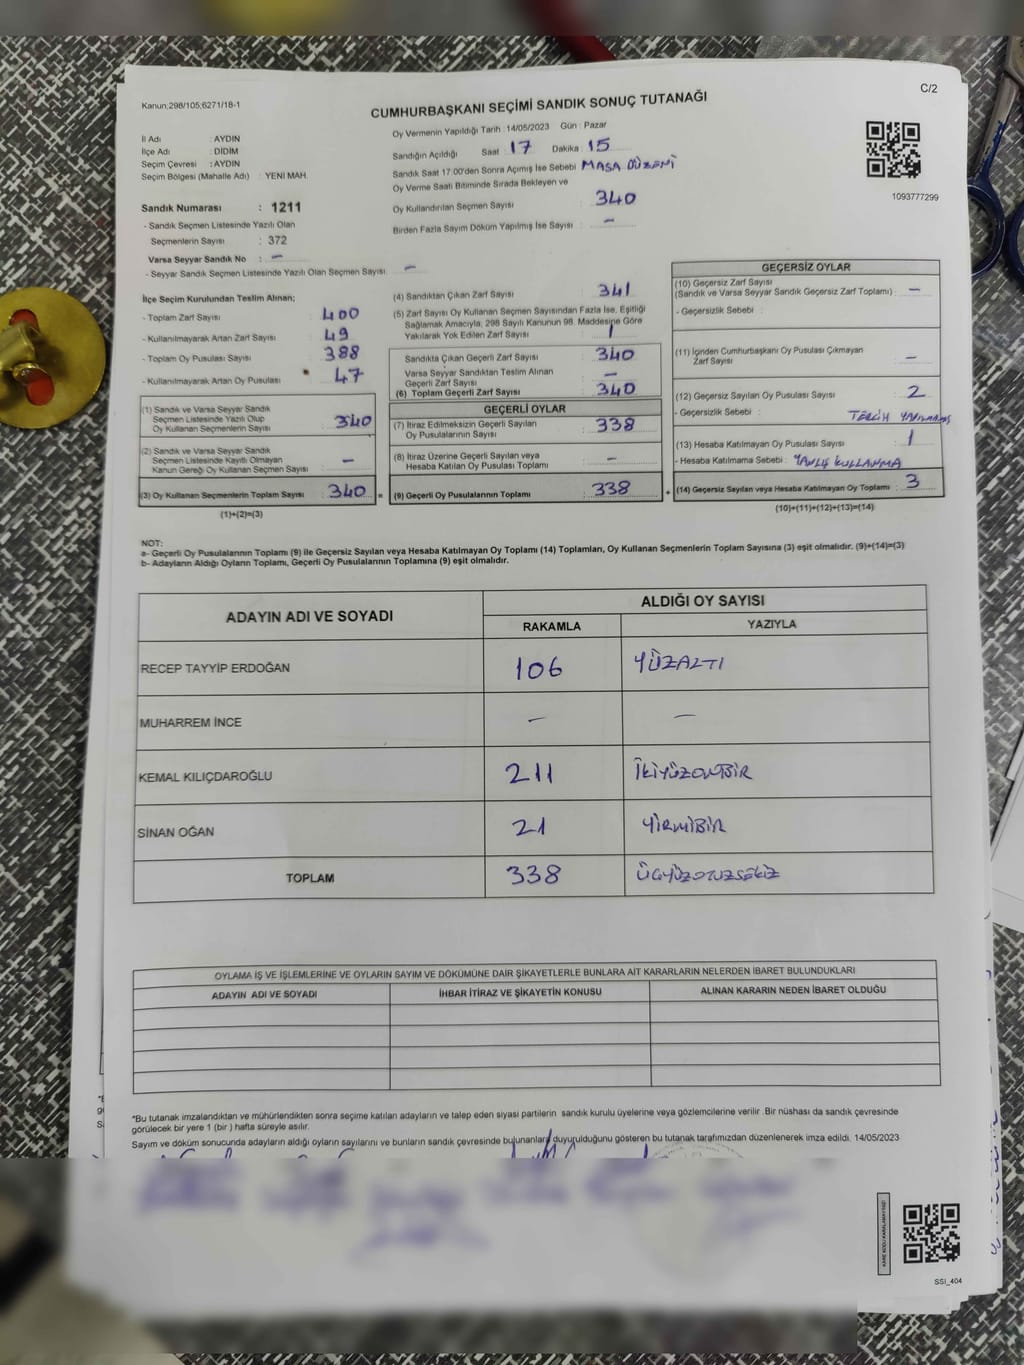 C/2
Kanun:298/105;6271/18-1
CUMHURBAŞKANI SEÇİMİ SANDIK SONUÇ TUTANAĞI
İl Adı : AYDIN
İlçe Adı : DİDİM
Seçim Çevresi : AYDIN
Seçim Bölgesi (Mahalle Adı) : YENİ MAH.
Oy Vermenin Yapıldığı Tarih : 14/05/2023 Gün : Pazar
Sandığın Açıldığı Saat 17 Dakika : 15
Sandık Saat 17:00'den Sonra Açılmış İse Sebebi MASA DÜZENİ
Oy Verme Saati Bitiminde Sırada Bekleyen ve
Oy Kullandırılan Seçmen Sayısı : 340
Birden Fazla Sayım Döküm Yapılmış İse Sayısı : –
1093777299
Sandık Numarası : 1211
- Sandık Seçmen Listesinde Yazılı Olan
Seçmenlerin Sayısı : 372
Varsa Seyyar Sandık No : –
- Seyyar Sandık Seçmen Listesinde Yazılı Olan Seçmen Sayısı: –
İlçe Seçim Kurulundan Teslim Alınan;
- Toplam Zarf Sayısı : 400
- Kullanılmayarak Artan Zarf Sayısı : 49
- Toplam Oy Pusulası Sayısı : 388
- Kullanılmayarak Artan Oy Pusulası : 47
(1) Sandık ve Varsa Seyyar Sandık
Seçmen Listesinde Yazılı Olup
Oy Kullanan Seçmenlerin Sayısı : 340
(2) Sandık ve Varsa Seyyar Sandık
Seçmen Listesinde Kayıtlı Olmayan
Kanun Gereği Oy Kullanan Seçmen Sayısı : –
(3) Oy Kullanan Seçmenlerin Toplam Sayısı : 340 =
(1)+(2)=(3)
(4) Sandıktan Çıkan Zarf Sayısı : 341
(5) Zarf Sayısı Oy Kullanan Seçmen Sayısından Fazla İse, Eşitliği
Sağlamak Amacıyla, 298 Sayılı Kanunun 98. Maddesine Göre
Yakılarak Yok Edilen Zarf Sayısı : 1
Sandıkta Çıkan Geçerli Zarf Sayısı : 340
Varsa Seyyar Sandıktan Teslim Alınan
Geçerli Zarf Sayısı : –
(6) Toplam Geçerli Zarf Sayısı : 340
GEÇERLİ OYLAR
(7) İtiraz Edilmeksizin Geçerli Sayılan
Oy Pusulalarının Sayısı : 338
(8) İtiraz Üzerine Geçerli Sayılan veya
Hesaba Katılan Oy Pusulası Toplamı : –
(9) Geçerli Oy Pusulalarının Toplamı : 338 +
GEÇERSİZ OYLAR
(10) Geçersiz Zarf Sayısı
(Sandık ve Varsa Seyyar Sandık Geçersiz Zarf Toplamı) : –
- Geçersizlik Sebebi :
(11) İçinden Cumhurbaşkanı Oy Pusulası Çıkmayan
Zarf Sayısı : –
(12) Geçersiz Sayılan Oy Pusulası Sayısı : 2
- Geçersizlik Sebebi : TERCİH
(13) Hesaba Katılmayan Oy Pusulası Sayısı : 1
- Hesaba Katılmama Sebebi : YANLIŞ KULLANMA
(14) Geçersiz Sayılan veya Hesaba Katılmayan Oy Toplamı : 3
(10)+(11)+(12)+(13)=(14)
NOT:
a- Geçerli Oy Pusulalarının Toplamı (9) ile Geçersiz Sayılan veya Hesaba Katılmayan Oy Toplamı (14) Toplamları, Oy Kullanan Seçmenlerin Toplam Sayısına (3) eşit olmalıdır. (9)+(14)=(3)
b- Adayların Aldığı Oyların Toplamı, Geçerli Oy Pusulalarının Toplamına (9) eşit olmalıdır.
ADAYIN ADI VE SOYADI ALDIĞI OY SAYISI
RAKAMLA YAZIYLA
RECEP TAYYİP ERDOĞAN 106 YÜZALTI
MUHARREM İNCE – –
KEMAL KILIÇDAROĞLU 211 İKİYÜZONBİR
SİNAN OĞAN 21 YİRMİBİR
TOPLAM 338 ÜÇYÜZOTUZSEKİZ
OYLAMA İŞ VE İŞLEMLERİNE VE OYLARIN SAYIM VE DÖKÜMÜNE DAİR ŞİKAYETLERLE BUNLARA AİT KARARLARIN NELERDEN İBARET BULUNDUKLARI
ADAYIN ADI VE SOYADI İHBAR İTİRAZ VE ŞİKAYETİN KONUSU ALINAN KARARIN NEDEN İBARET OLDUĞU
*Bu tutanak imzalandıktan ve mühürlendikten sonra seçime katılan adayların ve talep eden siyasi partilerin sandık kurulu üyelerine veya gözlemcilerine verilir .Bir nüshası da sandık çevresinde
görülecek bir yere 1 (bir ) hafta süreyle asılır.
Sayım ve döküm sonucunda adayların aldığı oyların sayılarını ve bunların sandık çevresinde bulunanlara duyurulduğunu gösteren bu tutanak tarafımızdan düzenlenerek imza edildi. 14/05/2023
KARE KODU KARALAMAYINIZ!
SSI_404